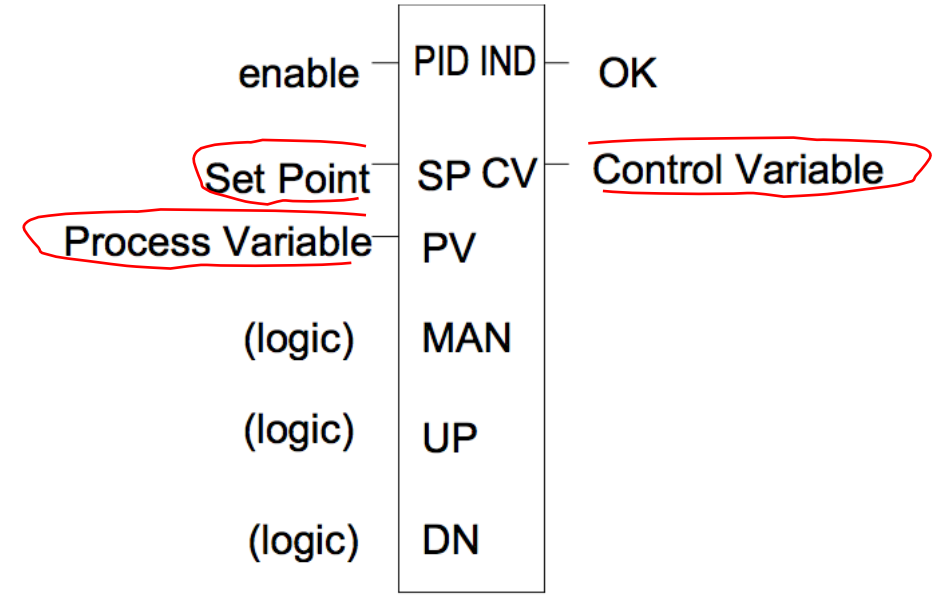 enable PID IND OK
Set Point SP CV Control Variable
Process Variable PV
(logic) MAN
(logic) UP
(logic) DN